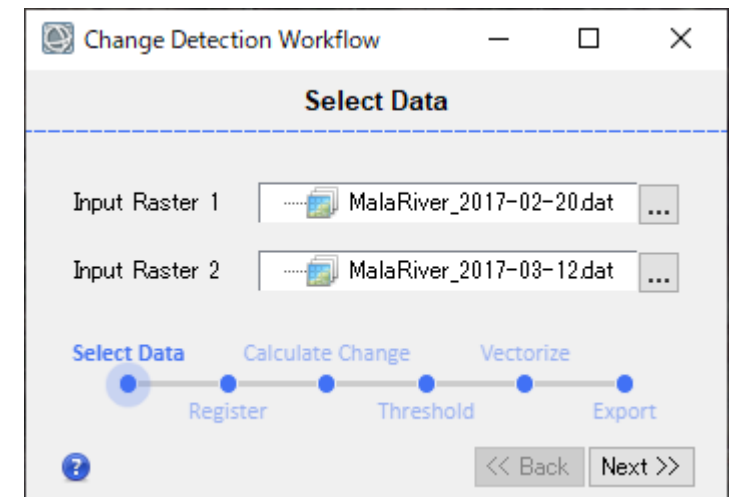 Change Detection Workflow
Select Data
Input Raster 1 MalaRiver_2017-02-20.dat ...
Input Raster 2 MalaRiver_2017-03-12.dat ...
Select Data Calculate Change Vectorize
Register Threshold Export
? << Back Next >>